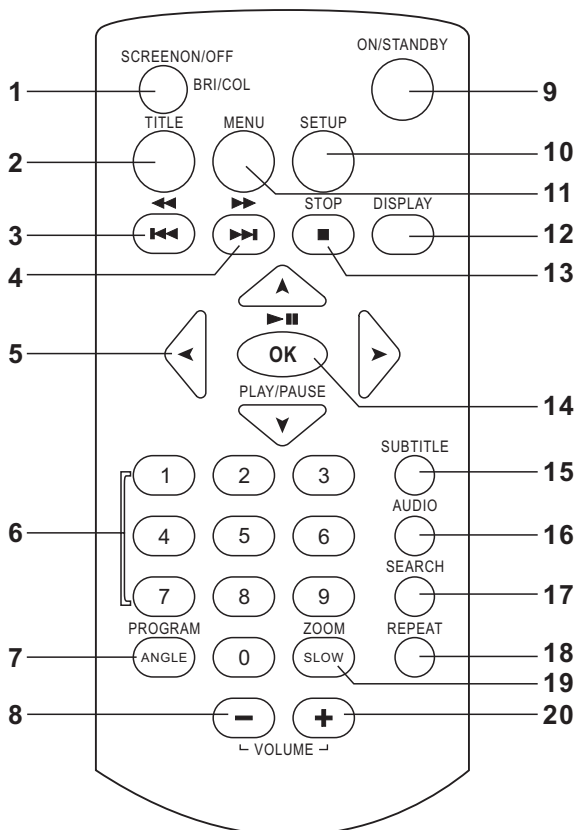 SCREENON/OFF ON/STANDBY
1 BRI/COL 9
TITLE MENU SETUP
2 10
11
STOP DISPLAY
3 12
4 13
5 OK
PLAY/PAUSE 14
SUBTITLE
1 2 3 15
AUDIO
6 4 5 6 16
SEARCH
7 8 9 17
PROGRAM ZOOM REPEAT
7 ANGLE 0 SLOW 18
19
8 − + 20
VOLUME